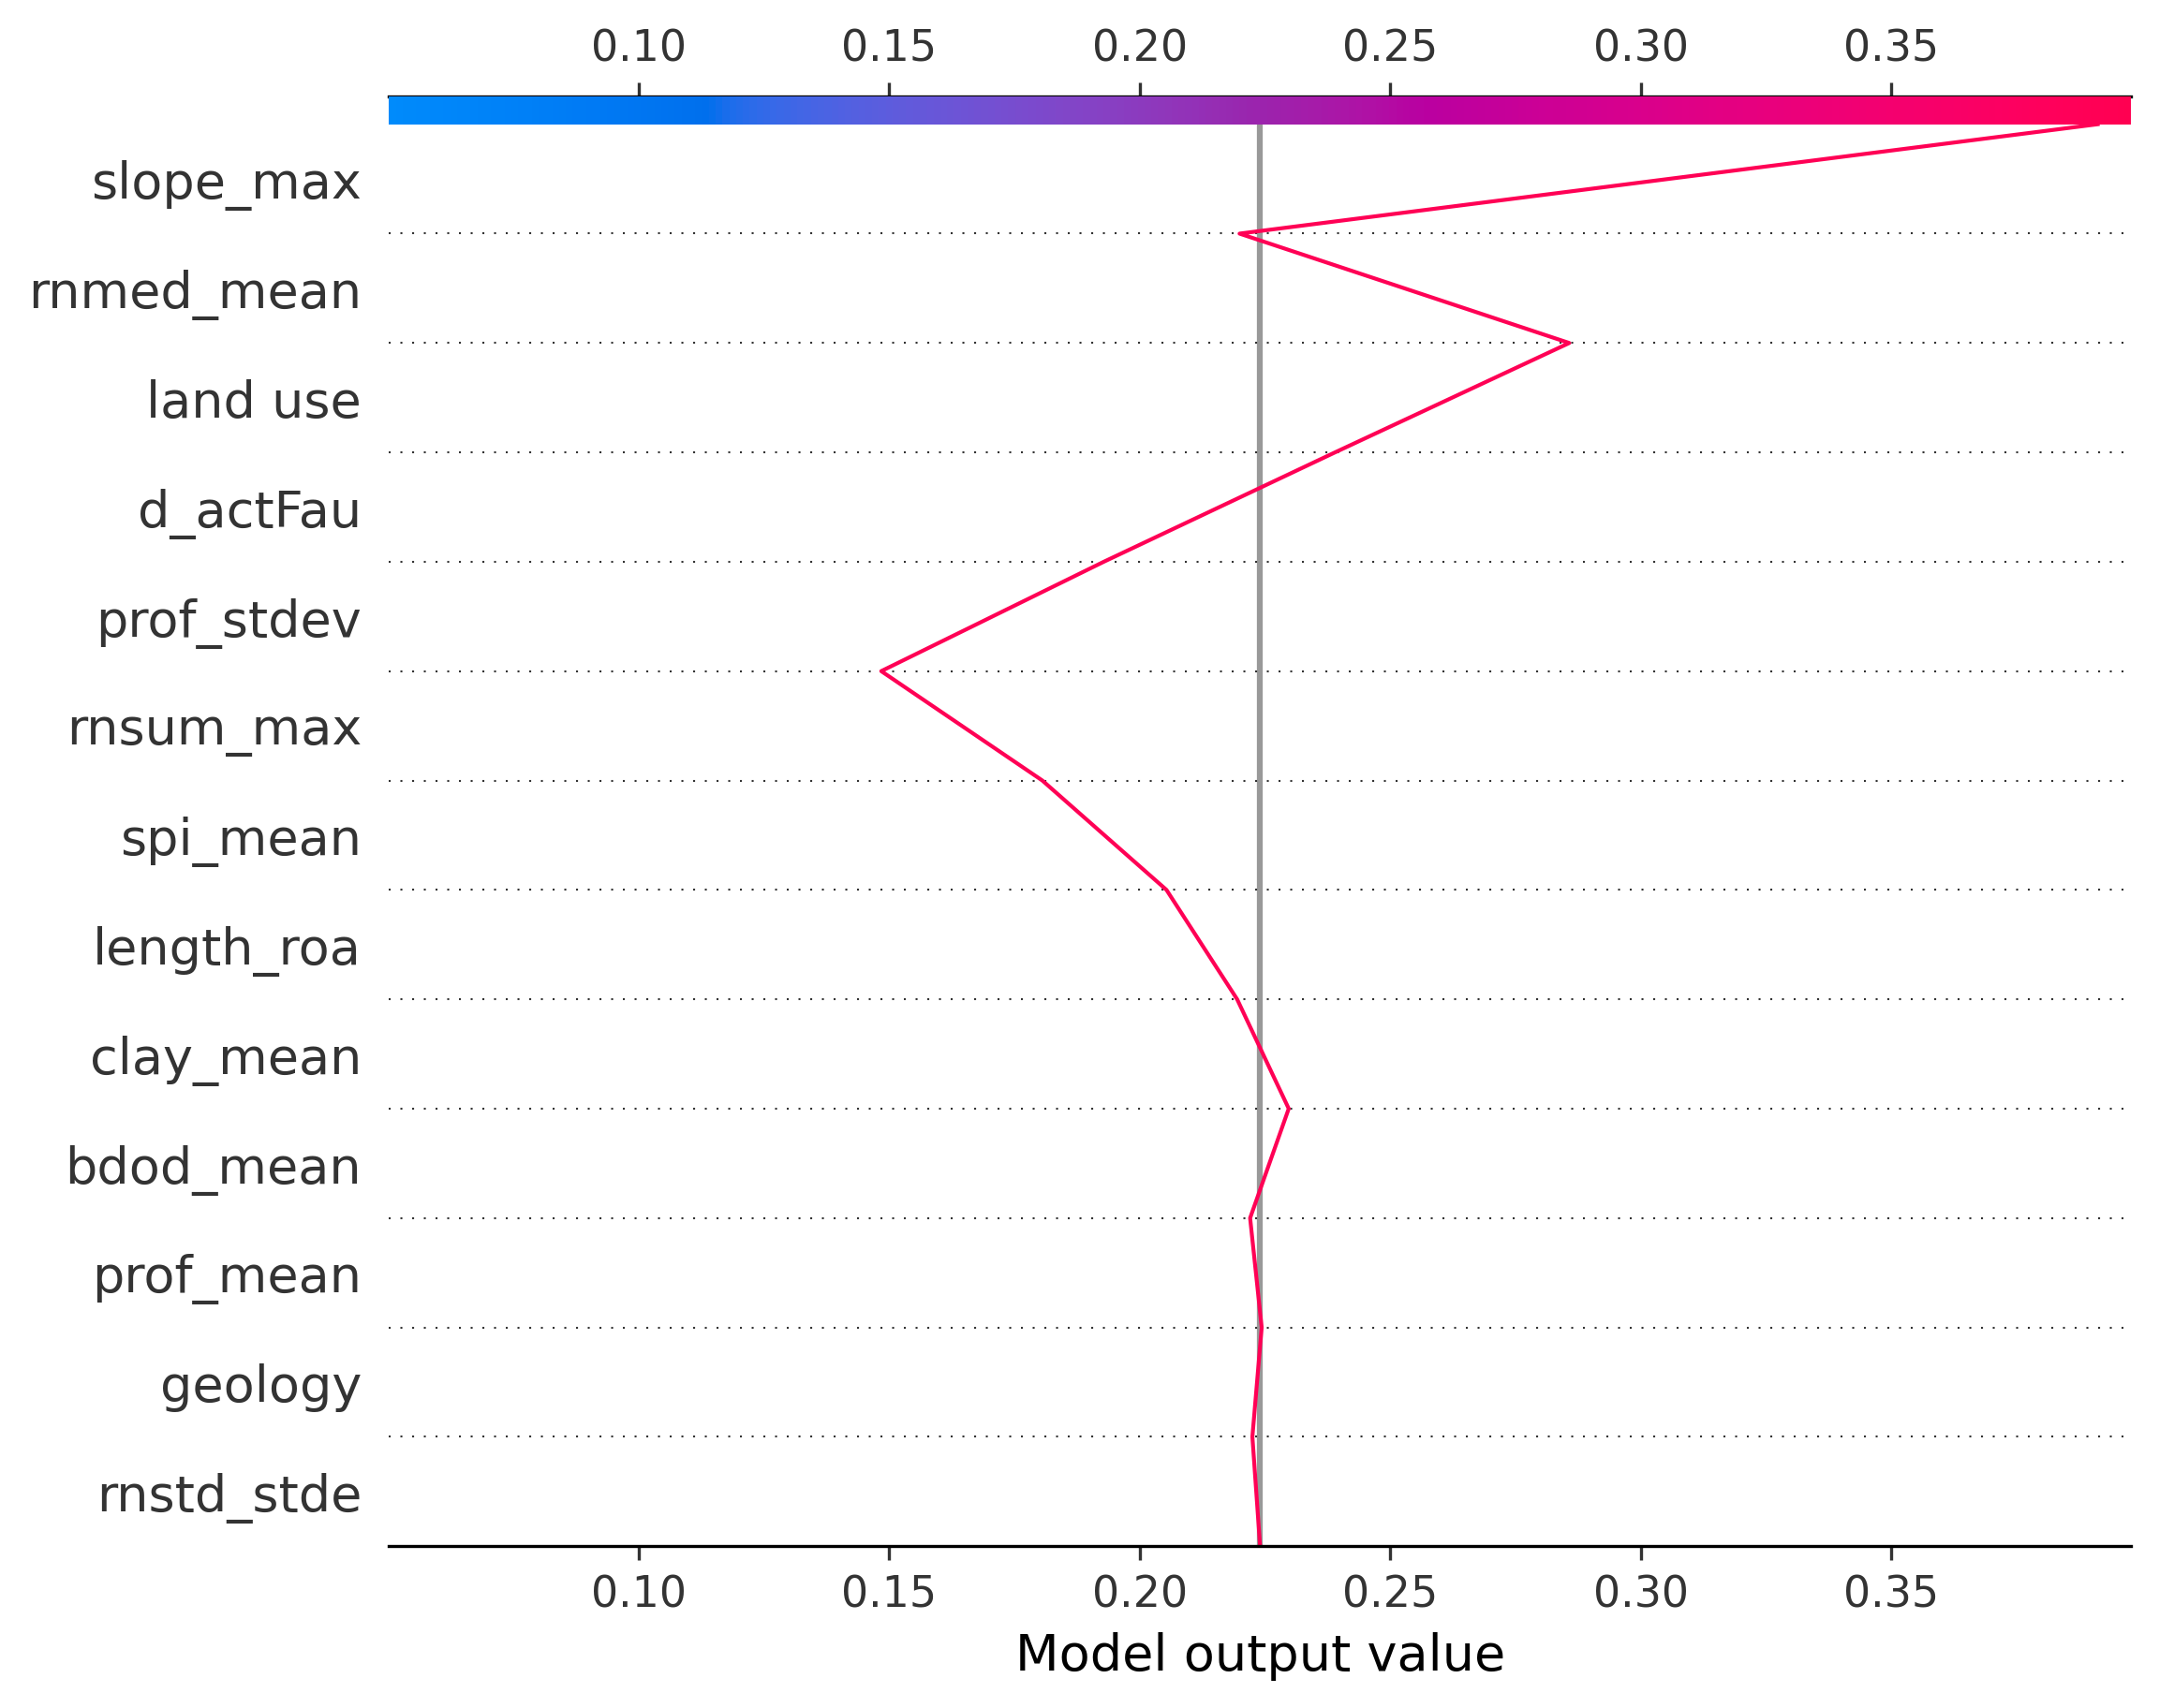 0.10 0.15 0.20 0.25 0.30 0.35
slope_max
rnmed_mean
land use
d_actFau
prof_stdev
rnsum_max
spi_mean
length_roa
clay_mean
bdod_mean
prof_mean
geology
rnstd_stde
0.10 0.15 0.20 0.25 0.30 0.35
Model output value